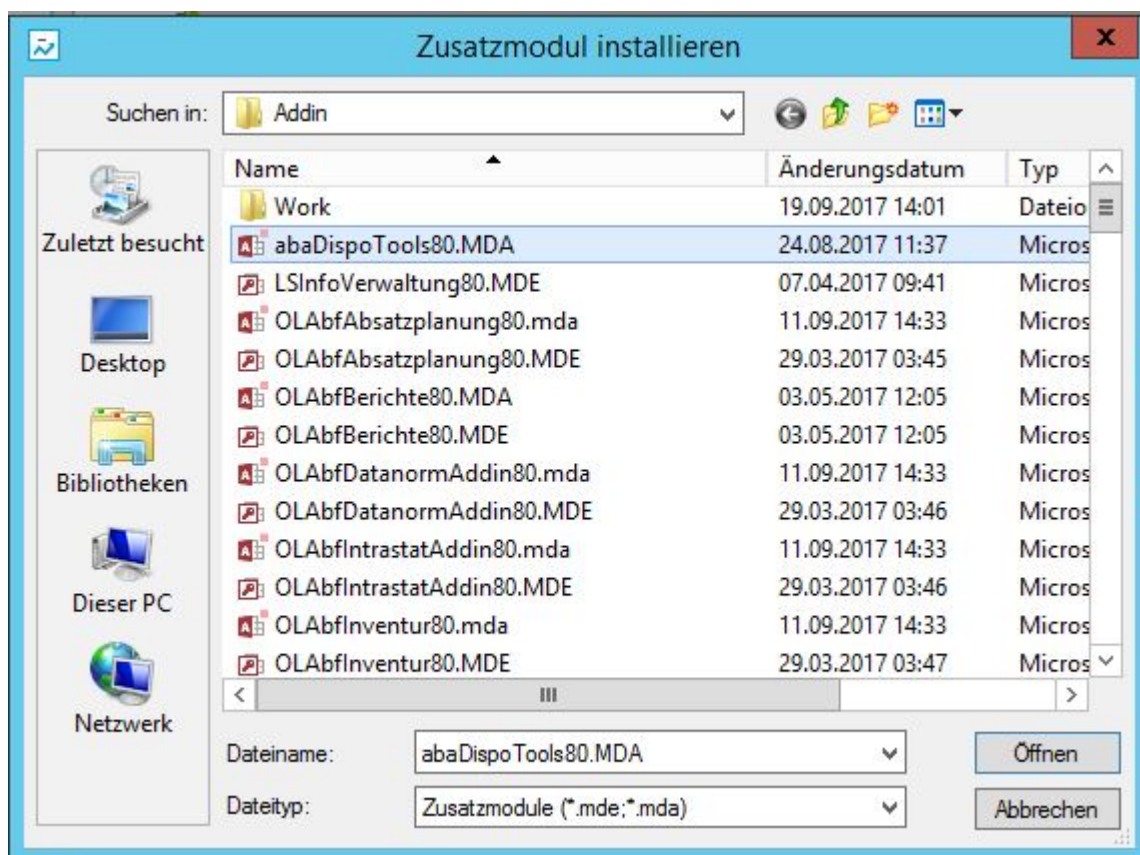 Zusatzmodul installieren
x
Suchen in: Addin
Name Änderungsdatum Typ
Work 19.09.2017 14:01 Dateio
abaDispoTools80.MDA 24.08.2017 11:37 Micros
LSInfoVerwaltung80.MDE 07.04.2017 09:41 Micros
OLAbfAbsatzplanung80.mda 11.09.2017 14:33 Micros
OLAbfAbsatzplanung80.MDE 29.03.2017 03:45 Micros
OLAbfBerichte80.MDA 03.05.2017 12:05 Micros
OLAbfBerichte80.MDE 03.05.2017 12:05 Micros
OLAbfDatanormAddin80.mda 11.09.2017 14:33 Micros
OLAbfDatanormAddin80.MDE 29.03.2017 03:46 Micros
OLAbfIntrastatAddin80.mda 11.09.2017 14:33 Micros
OLAbfIntrastatAddin80.MDE 29.03.2017 03:46 Micros
OLAbfInventur80.mda 11.09.2017 14:33 Micros
OLAbfInventur80.MDE 29.03.2017 03:47 Micros
Zuletzt besucht
Desktop
Bibliotheken
Dieser PC
Netzwerk
Dateiname: abaDispoTools80.MDA Öffnen
Dateityp: Zusatzmodule (*.mde;*.mda) Abbrechen